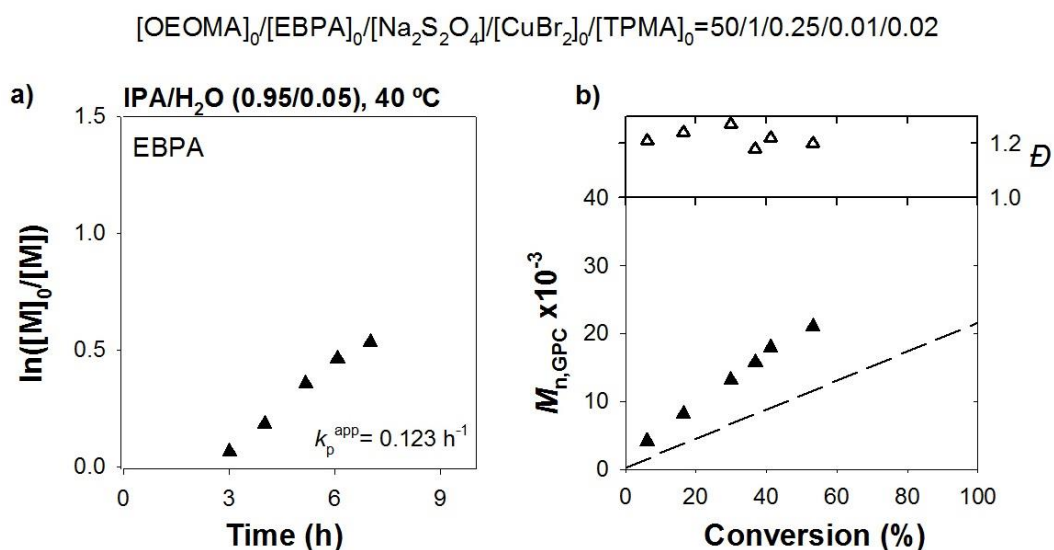 [OEOMA]₀/[EBPA]₀/[Na₂S₂O₄]/[CuBr₂]₀/[TPMA]₀=50/1/0.25/0.01/0.02
a)
IPA/H₂O (0.95/0.05), 40 ºC
EBPA
1.5
1.0
0.5
0.0
ln([M]₀/[M])
kₚᵃᵖᵖ= 0.123 h⁻¹
0 3 6 9
Time (h)
b)
1.2
1.0
Đ
40
30
20
10
0
Mn,GPC x10⁻³
0 20 40 60 80 100
Conversion (%)